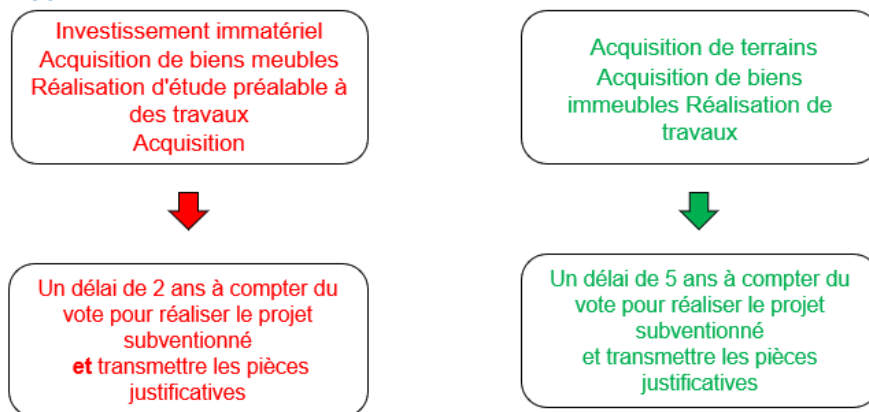 Investissement immatériel
Acquisition de biens meubles
Réalisation d'étude préalable à
des travaux
Acquisition
Un délai de 2 ans à compter du
vote pour réaliser le projet
subventionné
et transmettre les pièces
justificatives
Acquisition de terrains
Acquisition de biens
immeubles Réalisation de
travaux
Un délai de 5 ans à compter du
vote pour réaliser le projet
subventionné
et transmettre les pièces
justificatives